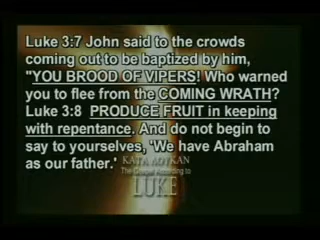 Luke 3:7 John said to the crowds
coming out to be baptized by him,
"YOU BROOD OF VIPERS! Who warned
you to flee from the COMING WRATH?
Luke 3:8  PRODUCE FRUIT in keeping
with repentance. And do not begin to
say to yourselves, 'We have Abraham
as our father.'
ΚΑΤΑ ΛΟΥΚΑΝ
The Gospel According to
LUKE